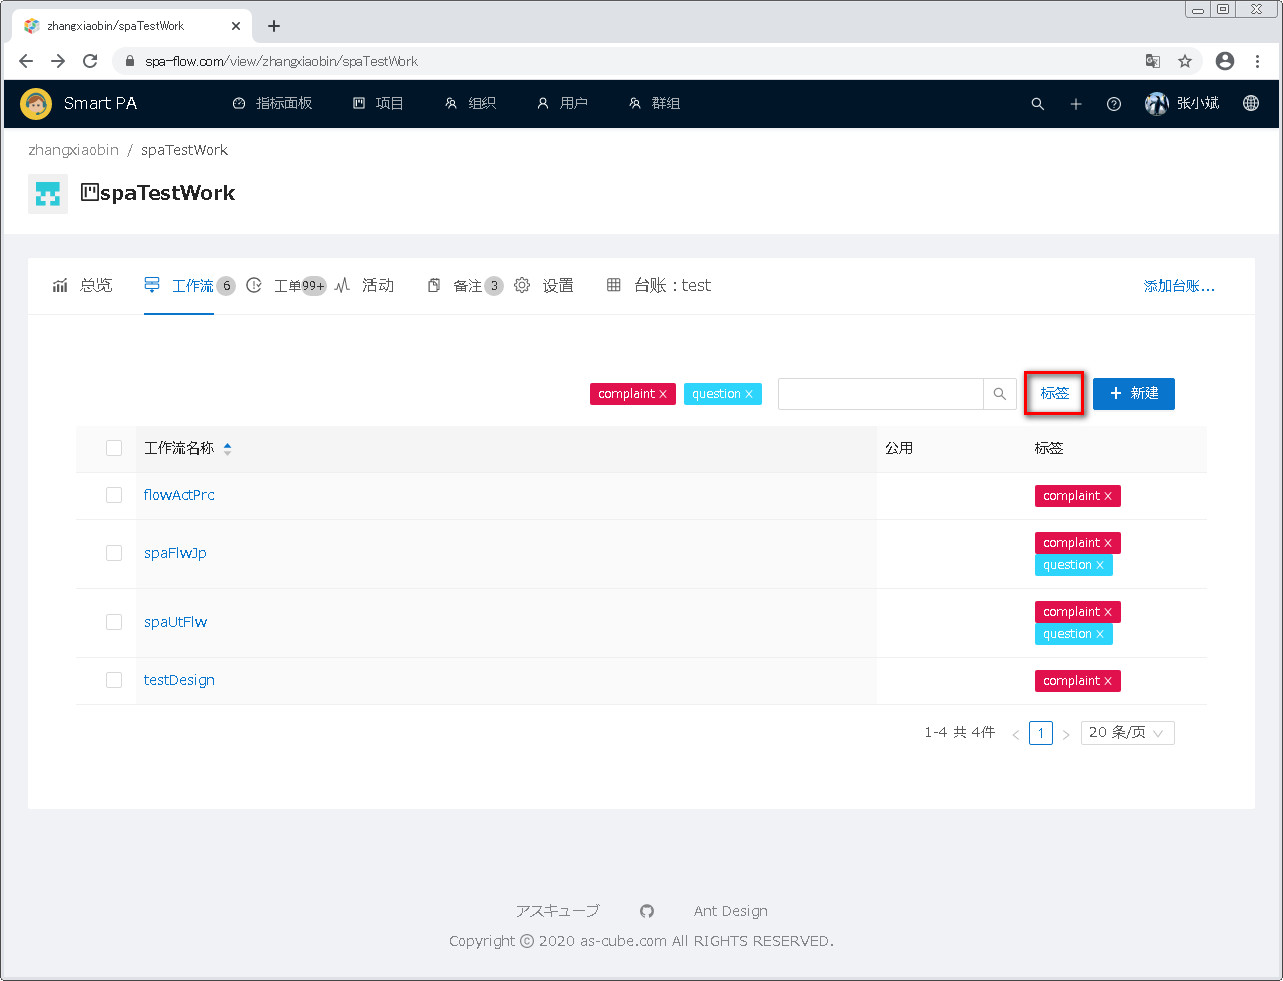 zhangxiaobin/spaTestWork
spa-flow.com/view/zhangxiaobin/spaTestWork
Smart PA 指标面板 项目 组织 用户 群组 张小斌
zhangxiaobin / spaTestWork
spaTestWork
总览 工作流 6 工单 99+ 活动 备注 3 设置 台账：test 添加台账...
complaint × question × 标签 + 新建
工作流名称 公用 标签
flowActPrc complaint ×
spaFlwJp complaint ×
question ×
spaUtFlw complaint ×
question ×
testDesign complaint ×
1-4 共 4件 < 1 > 20 条/页
アスキューブ Ant Design
Copyright © 2020 as-cube.com All RIGHTS RESERVED.